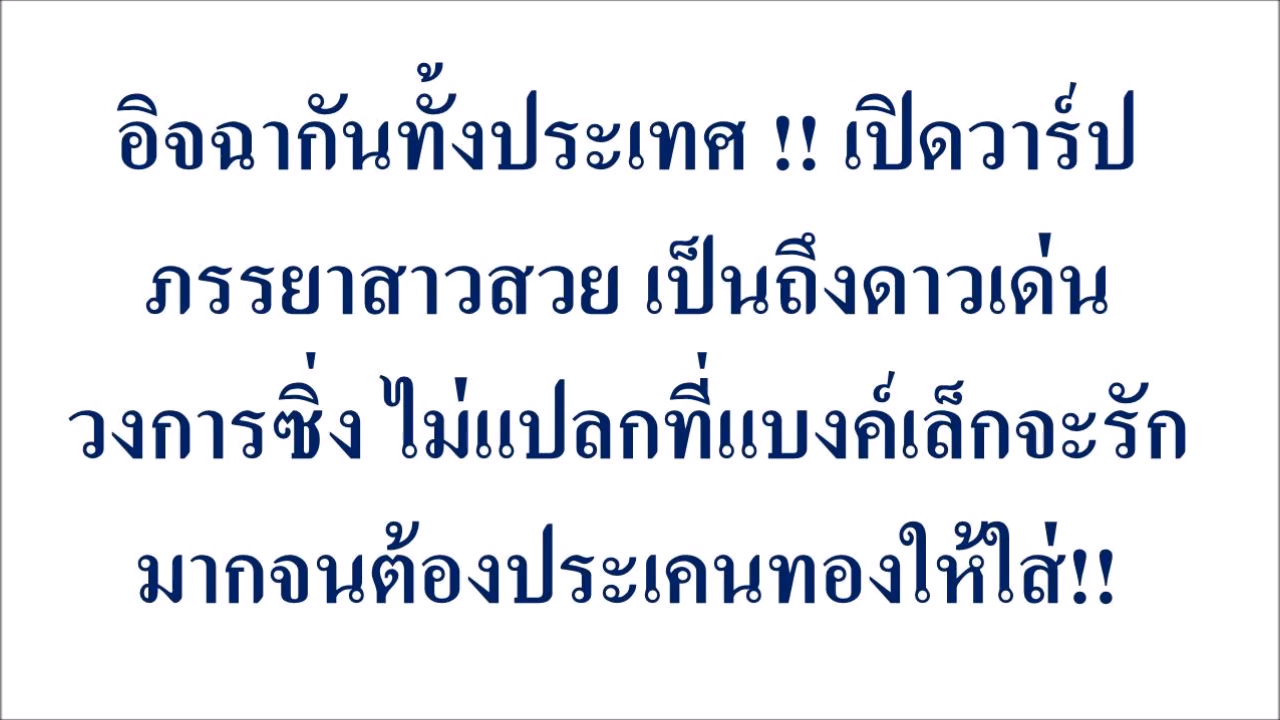 อิจฉากันทั้งประเทศ !! เปิดวาร์ป
ภรรยาสาวสวย เป็นถึงดาวเด่น
วงการซิ่ง ไม่แปลกที่แบงค์เล็กจะรัก
มากจนต้องประเคนทองให้ใส่!!